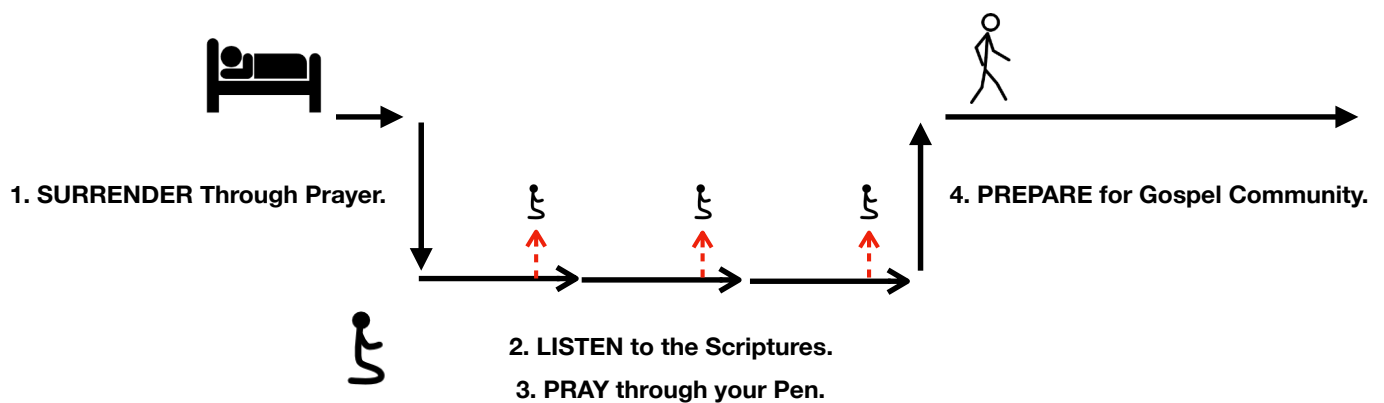 1. SURRENDER Through Prayer.
2. LISTEN to the Scriptures.
3. PRAY through your Pen.
4. PREPARE for Gospel Community.